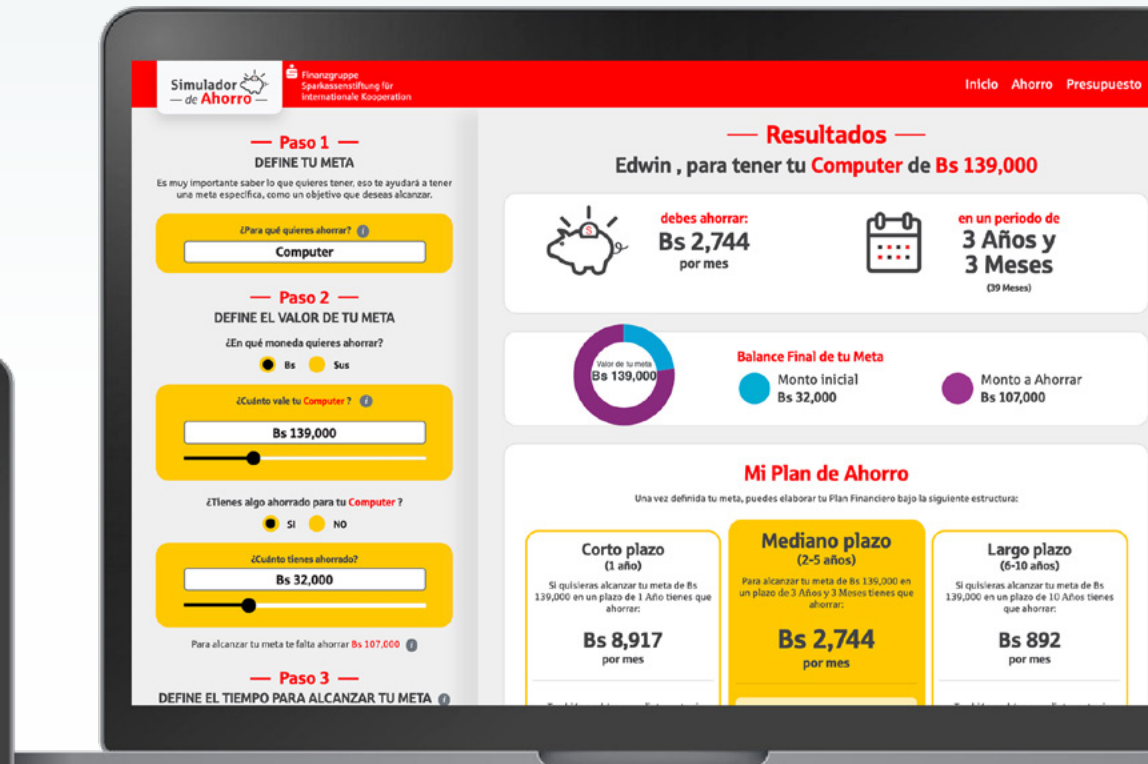 Simulador
de Ahorro
Finanzgruppe
Sparkassenstiftung für
internationale Kooperation
Inicio Ahorro Presupuesto
Paso 1
DEFINE TU META
Es muy importante saber lo que quieres tener, eso te ayudará a tener
una meta específica, como un objetivo que deseas alcanzar.
¿Para qué quieres ahorrar? i
Computer
Paso 2
DEFINE EL VALOR DE TU META
¿En qué moneda quieres ahorrar?
Bs Sus
¿Cuánto vale tu Computer ? i
Bs 139,000
¿Tienes algo ahorrado para tu Computer ?
SI NO
¿Cuánto tienes ahorrado?
Bs 32,000
Para alcanzar tu meta te falta ahorrar Bs 107,000 i
Paso 3
DEFINE EL TIEMPO PARA ALCANZAR TU META i
Resultados
Edwin , para tener tu Computer de Bs 139,000
$
debes ahorrar:
Bs 2,744
por mes
en un periodo de
3 Años y
3 Meses
(39 Meses)
Valor de tu meta
Bs 139,000
Balance Final de tu Meta
Monto inicial
Bs 32,000
Monto a Ahorrar
Bs 107,000
Mi Plan de Ahorro
Una vez definida tu meta, puedes elaborar tu Plan Financiero bajo la siguiente estructura:
Corto plazo
(1 año)
Si quisieras alcanzar tu meta de Bs
139,000 en un plazo de 1 Año tienes que
ahorrar:
Bs 8,917
por mes
Mediano plazo
(2-5 años)
Para alcanzar tu meta de Bs 139,000 en
un plazo de 3 Años y 3 Meses tienes que
ahorrar:
Bs 2,744
por mes
Largo plazo
(6-10 años)
Si quisieras alcanzar tu meta de Bs
139,000 en un plazo de 10 Años tienes
que ahorrar:
Bs 892
por mes